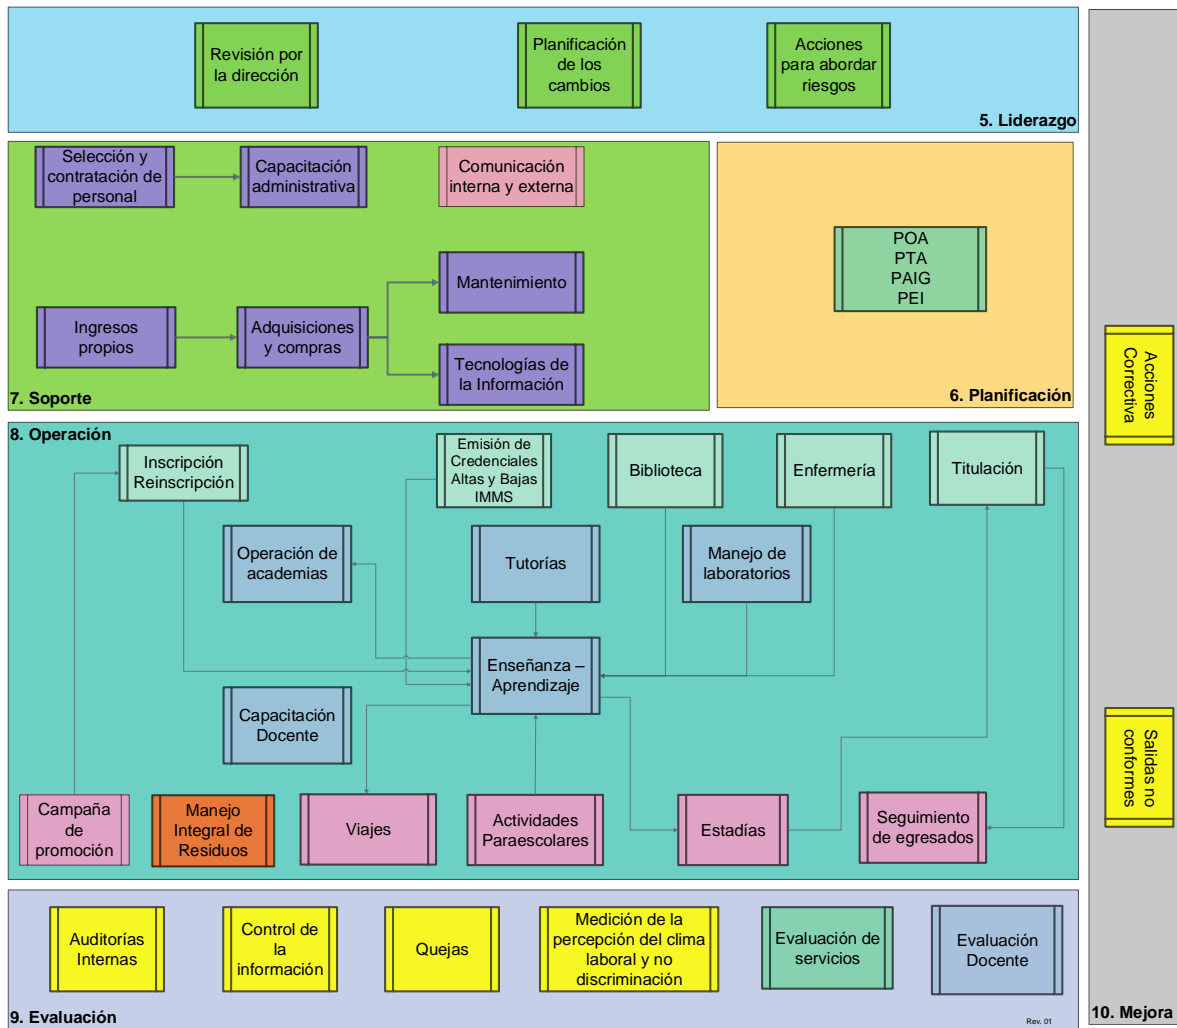 Revisión por
la dirección
Planificación
de los
cambios
Acciones
para abordar
riesgos
5. Liderazgo
Selección y
contratación de
personal
Capacitación
administrativa
Comunicación
interna y externa
Ingresos
propios
Adquisiciones
y compras
Mantenimiento
Tecnologías de
la Información
7. Soporte
POA
PTA
PAIG
PEI
6. Planificación
8. Operación
Inscripción
Reinscripción
Emisión de
Credenciales
Altas y Bajas
IMMS
Biblioteca
Enfermería
Titulación
Operación de
academias
Tutorías
Manejo de
laboratorios
Enseñanza –
Aprendizaje
Capacitación
Docente
Campaña
de
promoción
Manejo
Integral de
Residuos
Viajes
Actividades
Paraescolares
Estadías
Seguimiento
de egresados
Auditorías
Internas
Control de
la
información
Quejas
Medición de la
percepción del clima
laboral y no
discriminación
Evaluación de
servicios
Evaluación
Docente
9. Evaluación
Rev. 01
Acciones
Correctiva
Salidas no
conformes
10. Mejora